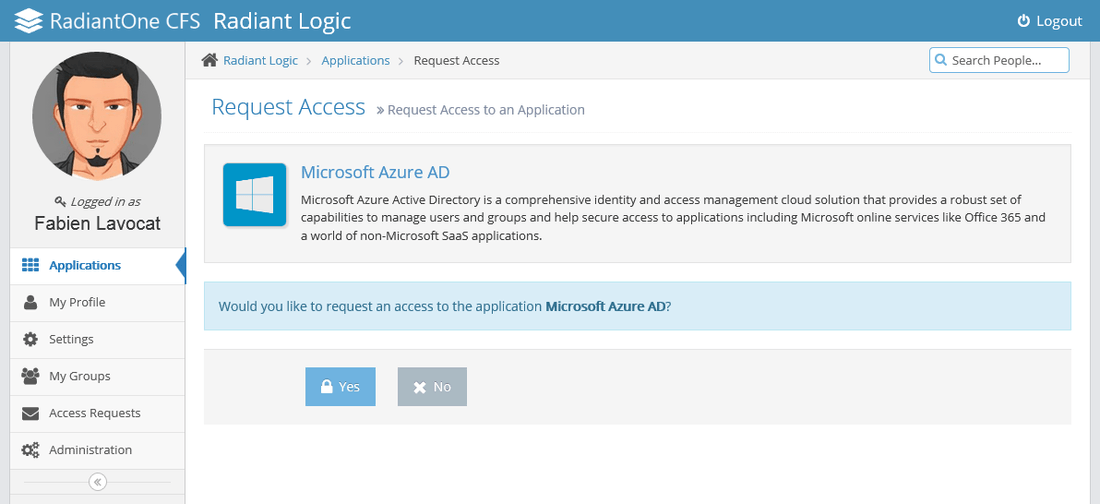 RadiantOne CFS Radiant Logic
Logout
Radiant Logic > Applications > Request Access
Search People...
Request Access » Request Access to an Application
Logged in as
Fabien Lavocat
Applications
My Profile
Settings
My Groups
Access Requests
Administration
Microsoft Azure AD
Microsoft Azure Active Directory is a comprehensive identity and access management cloud solution that provides a robust set of
capabilities to manage users and groups and help secure access to applications including Microsoft online services like Office 365 and
a world of non-Microsoft SaaS applications.
Would you like to request an access to the application Microsoft Azure AD?
Yes
No